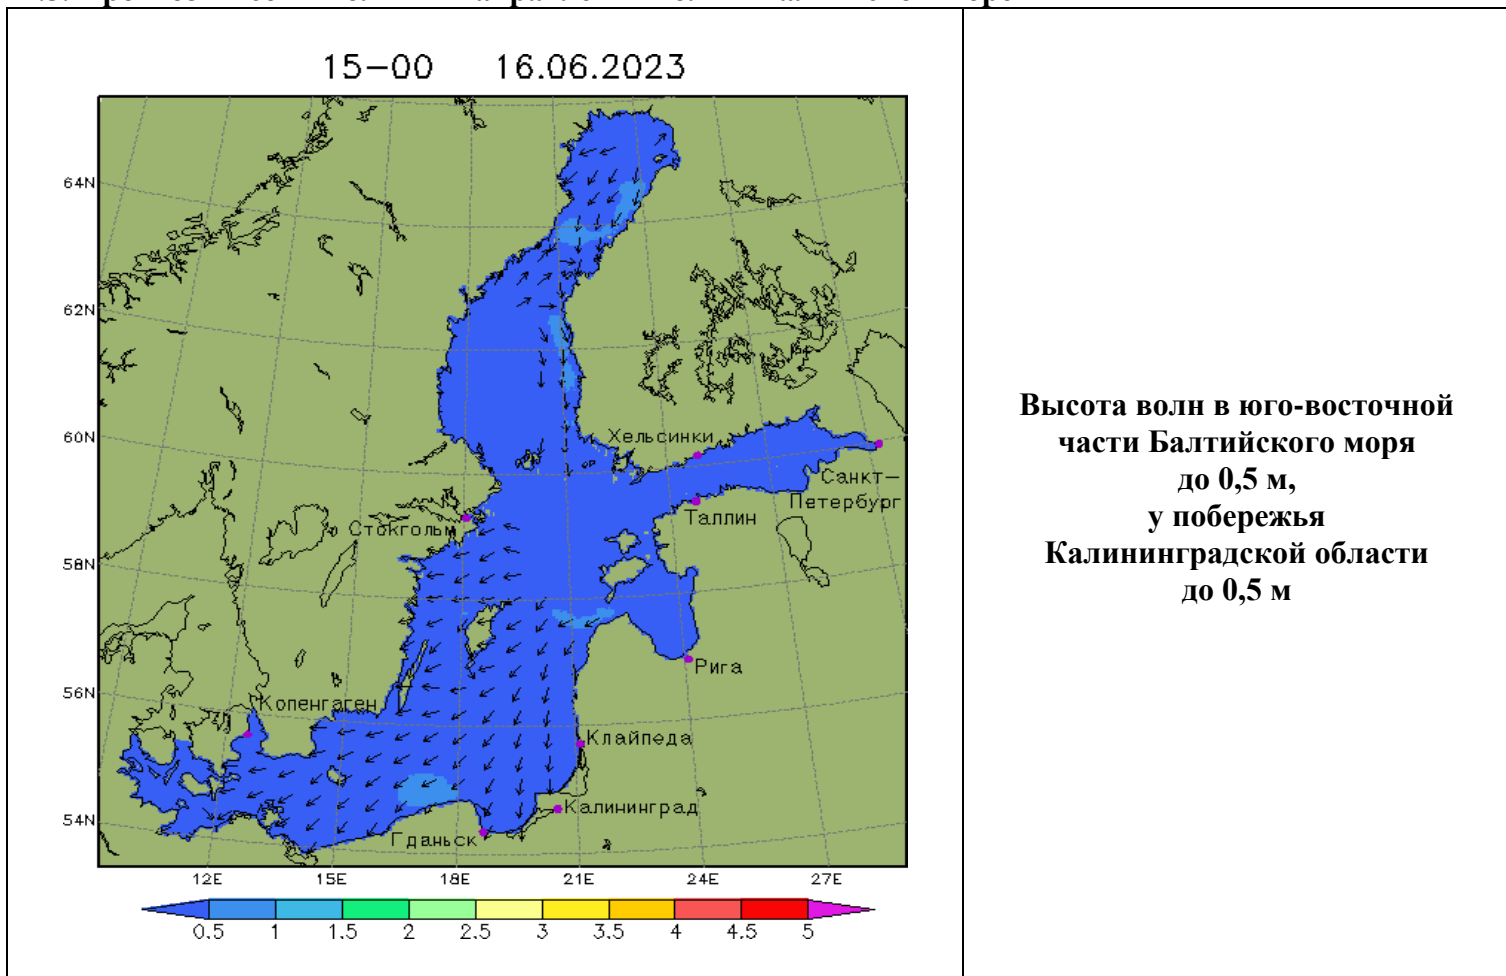 15-00 16.06.2023
64N
62N
60N
58N
56N
54N
Хельсинки
Санкт-
Петербург
Таллин
Стокгольм
Рига
Копенгаген
Клайпеда
Калининград
Гданьск
12E 15E 18E 21E 24E 27E
0.5 1 1.5 2 2.5 3 3.5 4 4.5 5
Высота волн в юго-восточной
части Балтийского моря
до 0,5 м,
у побережья
Калининградской области
до 0,5 м